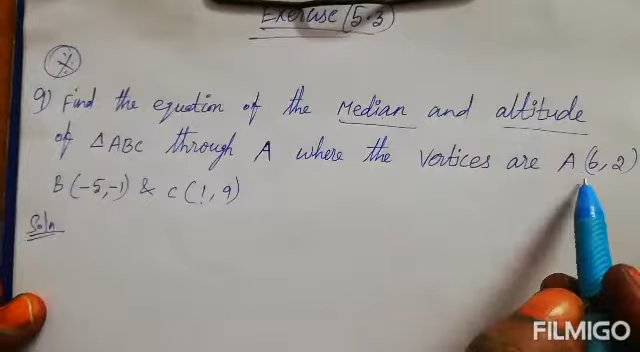 Exercise (5.3)
X
9) Find the equation of the Median and altitude
of △ABC through A where the Vertices are A(6,2)
B(-5,-1) & C(1,9)
Soln
FILMIGO